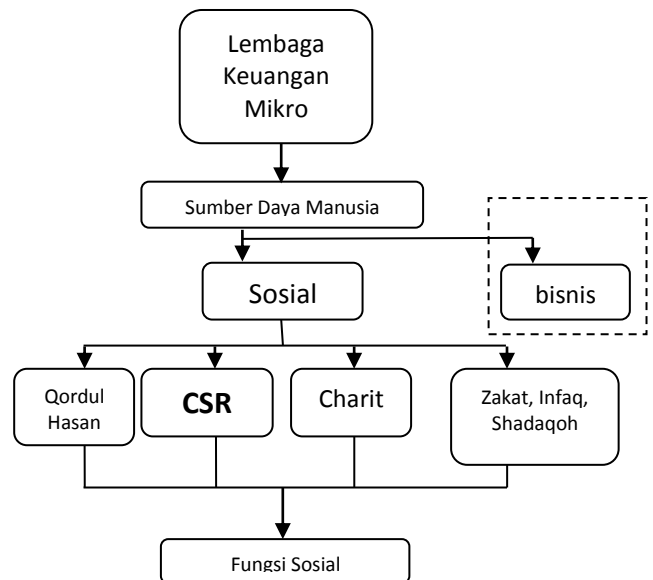 Lembaga
Keuangan
Mikro
Sumber Daya Manusia
Sosial
bisnis
Qordul
Hasan
CSR
Charit
Zakat, Infaq,
Shadaqoh
Fungsi Sosial